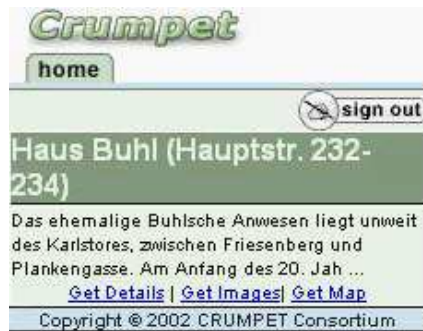 Crumpet
home
sign out
Haus Buhl (Hauptstr. 232-
234)
Das ehemalige Buhlsche Anwesen liegt unweit
des Karlstores, zwischen Friesenberg und
Plankengasse. Am Anfang des 20. Jah ...
Get Details | Get Images| Get Map
Copyright © 2002 CRUMPET Consortium